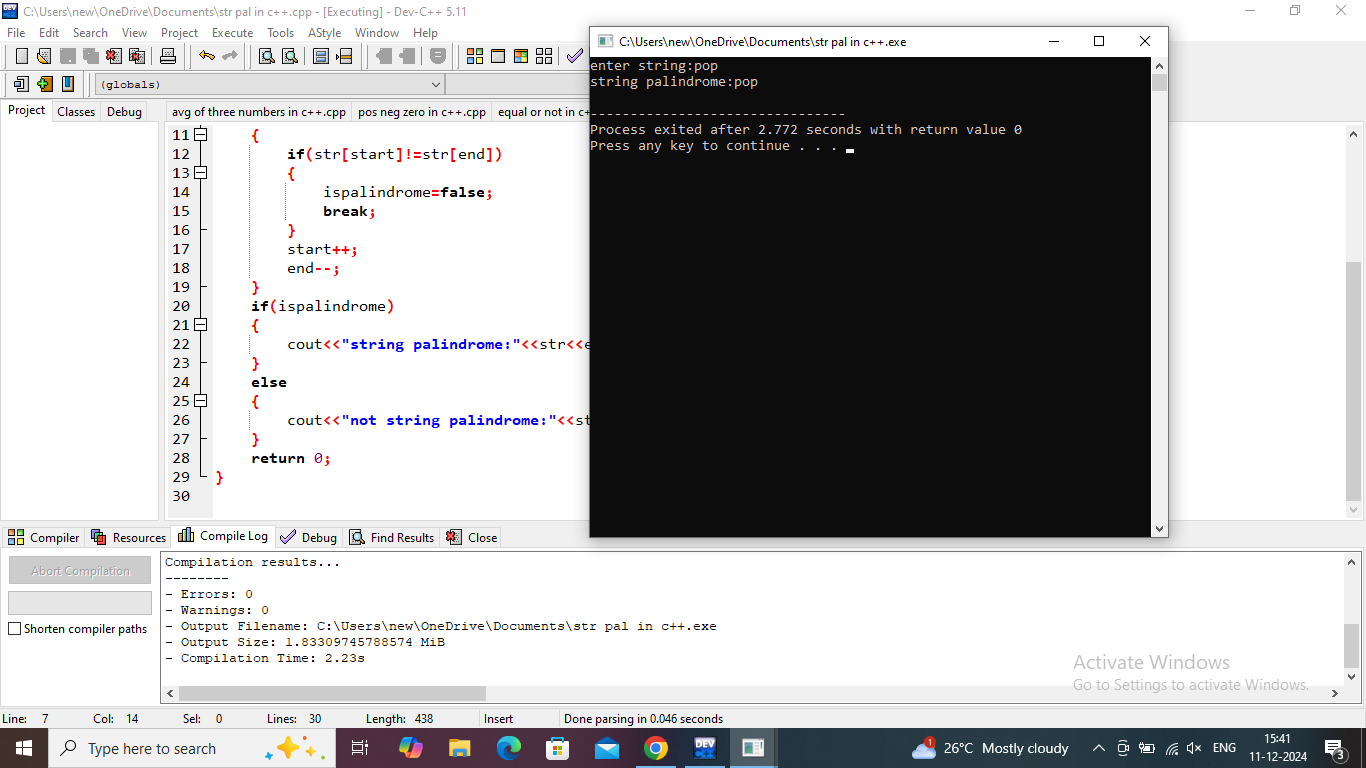 C:\Users\new\OneDrive\Documents\str pal in c++.cpp - [Executing] - Dev-C++ 5.11
File Edit Search View Project Execute Tools AStyle Window Help
(globals)
Project Classes Debug
avg of three numbers in c++.cpp pos neg zero in c++.cpp equal or not in c+
11 {
12 if(str[start]!=str[end])
13 {
14 ispalindrome=false;
15 break;
16 }
17 start++;
18 end--;
19 }
20 if(ispalindrome)
21 {
22 cout<<"string palindrome:"<<str<<e
23 }
24 else
25 {
26 cout<<"not string palindrome:"<<st
27 }
28 return 0;
29 }
30
C:\Users\new\OneDrive\Documents\str pal in c++.exe
enter string:pop
string palindrome:pop
--------------------------------
Process exited after 2.772 seconds with return value 0
Press any key to continue . . .
Compiler Resources Compile Log Debug Find Results Close
Abort Compilation
Shorten compiler paths
Compilation results...
--------
- Errors: 0
- Warnings: 0
- Output Filename: C:\Users\new\OneDrive\Documents\str pal in c++.exe
- Output Size: 1.83309745788574 MiB
- Compilation Time: 2.23s
Activate Windows
Go to Settings to activate Windows.
Line: 7 Col: 14 Sel: 0 Lines: 30 Length: 438 Insert Done parsing in 0.046 seconds
Type here to search
DEV
1
26°C Mostly cloudy
ENG
15:41
11-12-2024
3